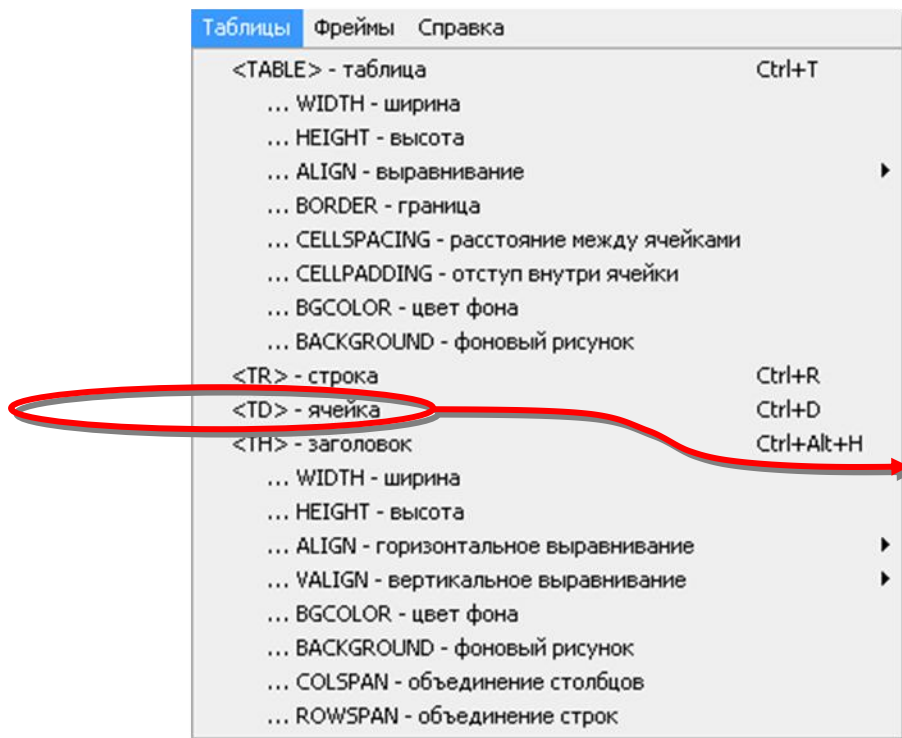 Таблицы Фреймы Справка
<TABLE> - таблица Ctrl+T
... WIDTH - ширина
... HEIGHT - высота
... ALIGN - выравнивание
... BORDER - граница
... CELLSPACING - расстояние между ячейками
... CELLPADDING - отступ внутри ячейки
... BGCOLOR - цвет фона
... BACKGROUND - фоновый рисунок
<TR> - строка Ctrl+R
<TD> - ячейка Ctrl+D
<TH> - заголовок Ctrl+Alt+H
... WIDTH - ширина
... HEIGHT - высота
... ALIGN - горизонтальное выравнивание
... VALIGN - вертикальное выравнивание
... BGCOLOR - цвет фона
... BACKGROUND - фоновый рисунок
... COLSPAN - объединение столбцов
... ROWSPAN - объединение строк